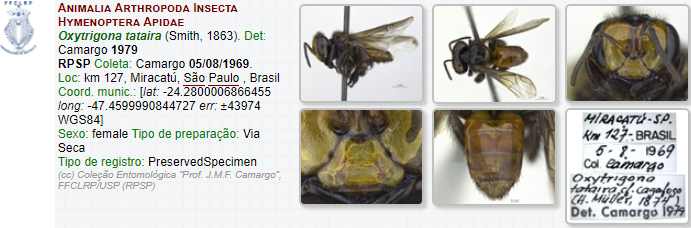 FFCLRP
Animalia Arthropoda Insecta
Hymenoptera Apidae
Oxytrigona tataira (Smith, 1863). Det:
Camargo 1979
RPSP Coleta: Camargo 05/08/1969.
Loc: km 127, Miracatú, São Paulo , Brasil
Coord. munic.: [lat: -24.2800006866455
long: -47.4599990844727 err: ±43974
WGS84]
Sexo: female Tipo de preparação: Via
Seca
Tipo de registro: PreservedSpecimen
(cc) Coleção Entomológica "Prof. J.M.F. Camargo",
FFCLRP/USP (RPSP)
MIRACATÚ-SP.
Km 127-BRASIL
5-8-1969
Col. Camargo
Oxytrigona
tataira cf. cagafogo
(H. Müller, 1874)
Det. Camargo 1979